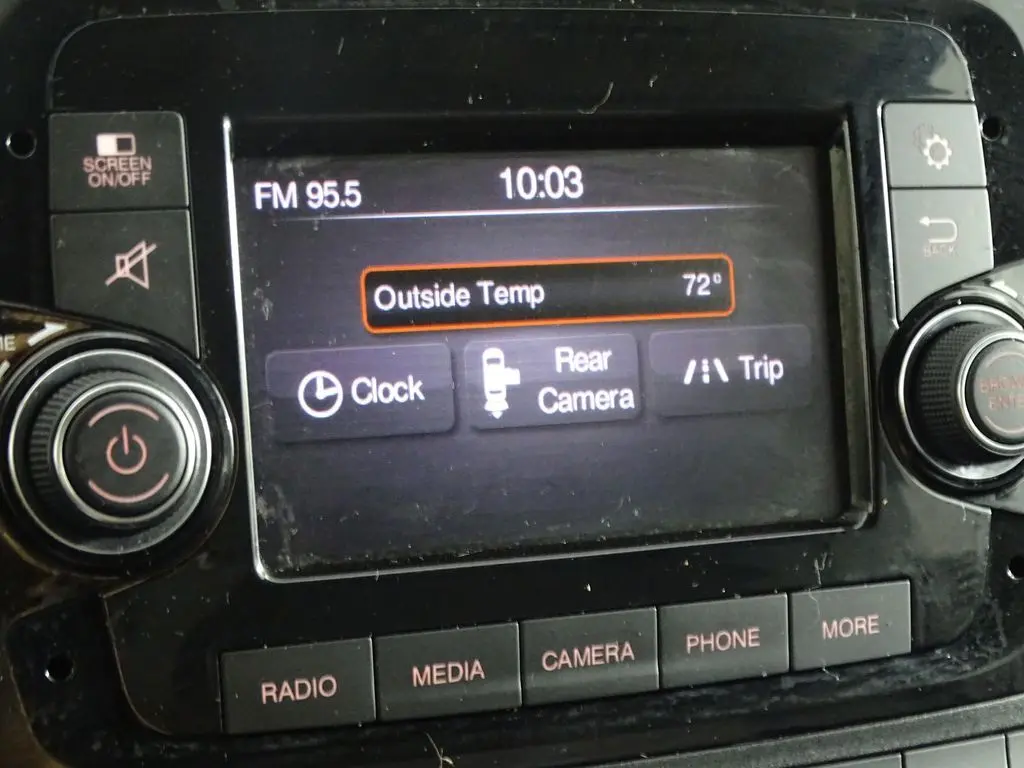 SCREEN
ON/OFF
FM 95.5
10:03
BACK
Outside Temp
72°
Clock
Rear
Camera
Trip
RADIO
MEDIA
CAMERA
PHONE
MORE